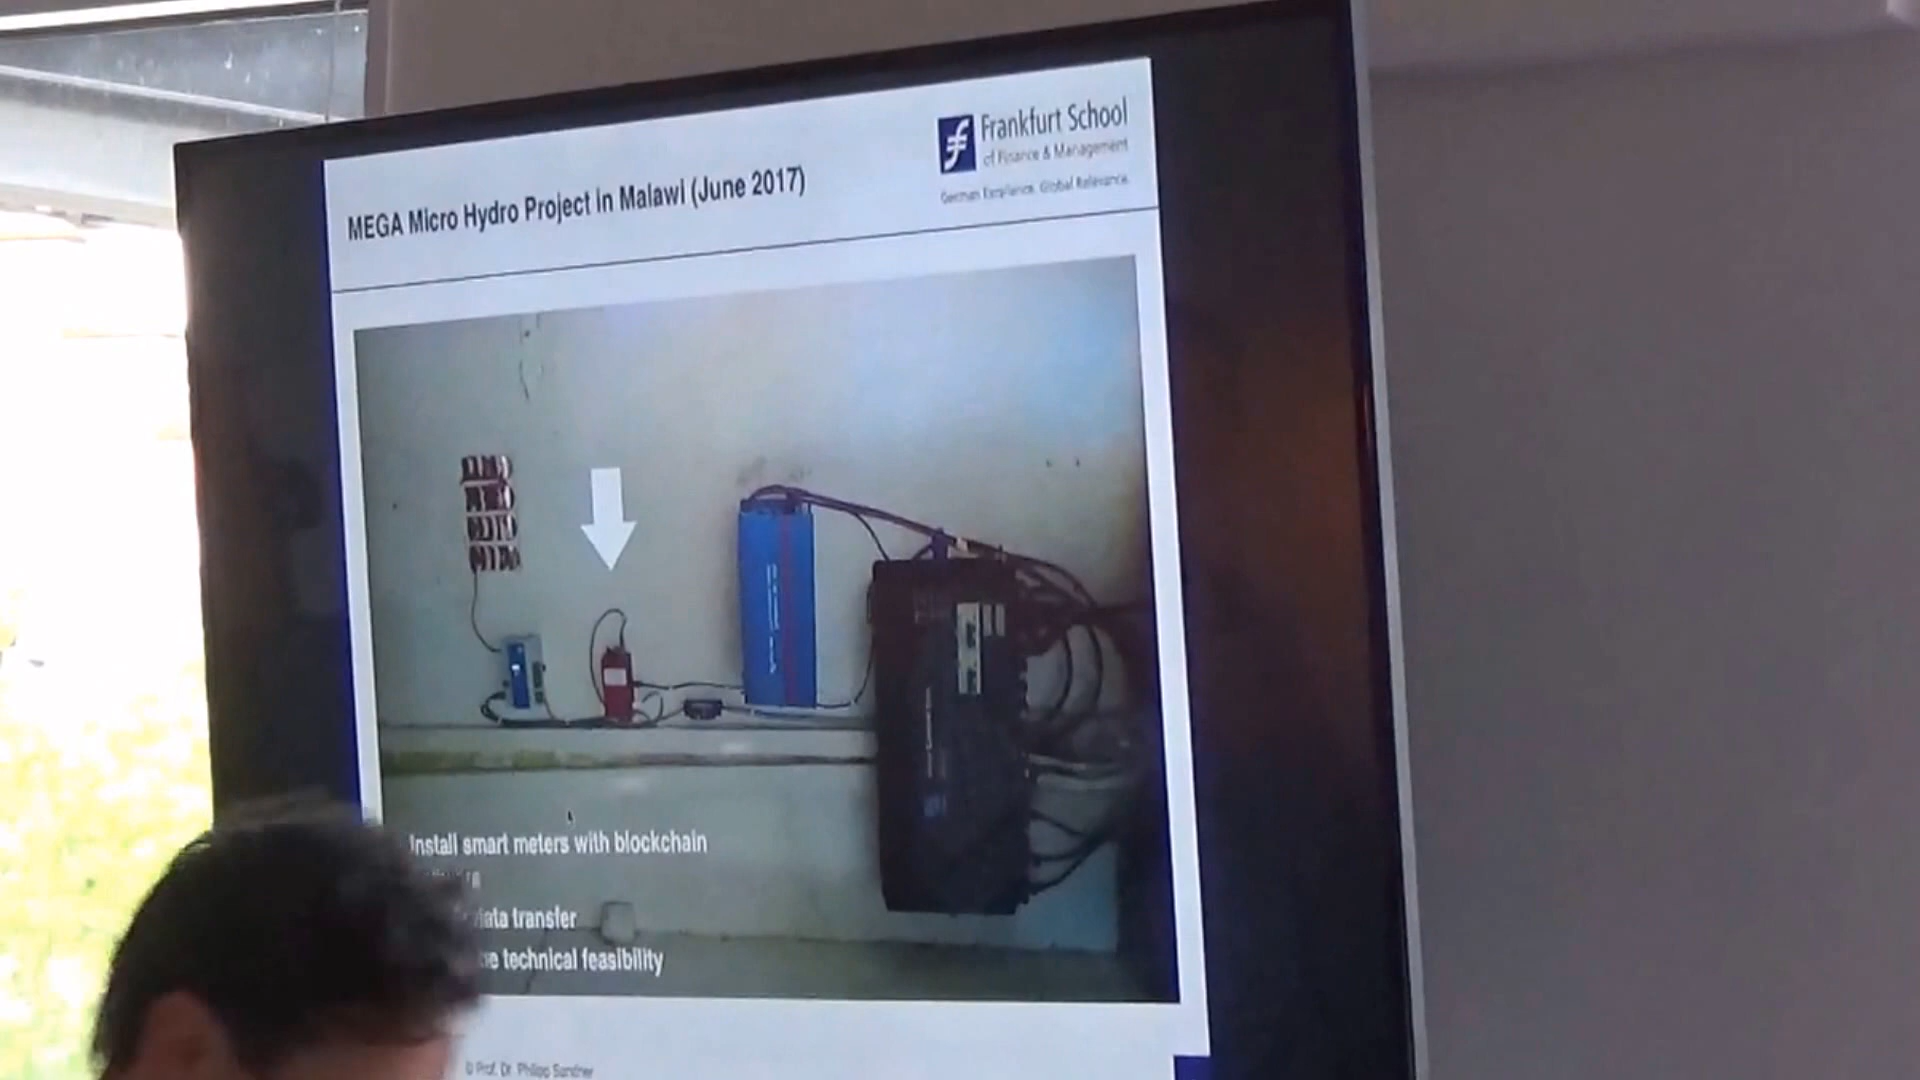 Frankfurt School
of Finance & Management
German Excellence. Global Relevance.
MEGA Micro Hydro Project in Malawi (June 2017)
Install smart meters with blockchain
data transfer
technical feasibility
© Prof. Dr. Philipp Sandner